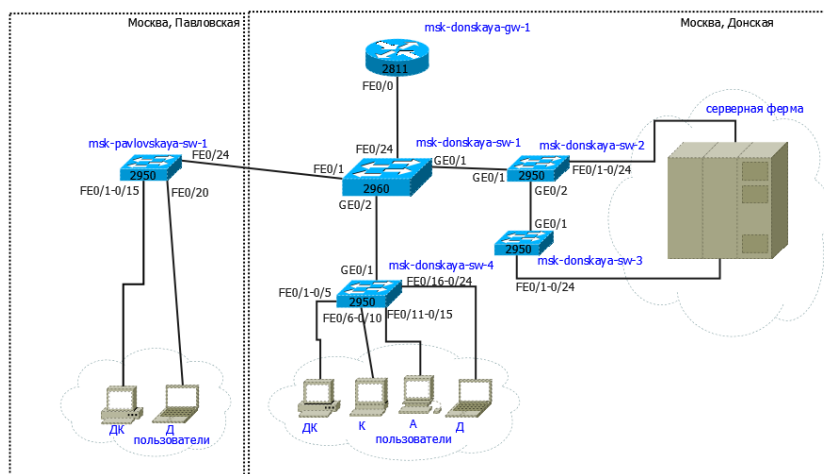 Москва, Павловская
Москва, Донская
msk-donskaya-gw-1
2811
FE0/0
серверная ферма
msk-pavlovskaya-sw-1
FE0/24
FE0/24
msk-donskaya-sw-1
msk-donskaya-sw-2
2950
FE0/1-0/15
FE0/20
FE0/1
2960
GE0/1
GE0/1
2950
FE0/1-0/24
GE0/2
GE0/2
GE0/1
2950
msk-donskaya-sw-3
FE0/1-0/24
GE0/1
msk-donskaya-sw-4
FE0/16-0/24
FE0/1-0/5
2950
FE0/6-0/10
FE0/11-0/15
ДК
Д
пользователи
ДК
К
А
Д
пользователи